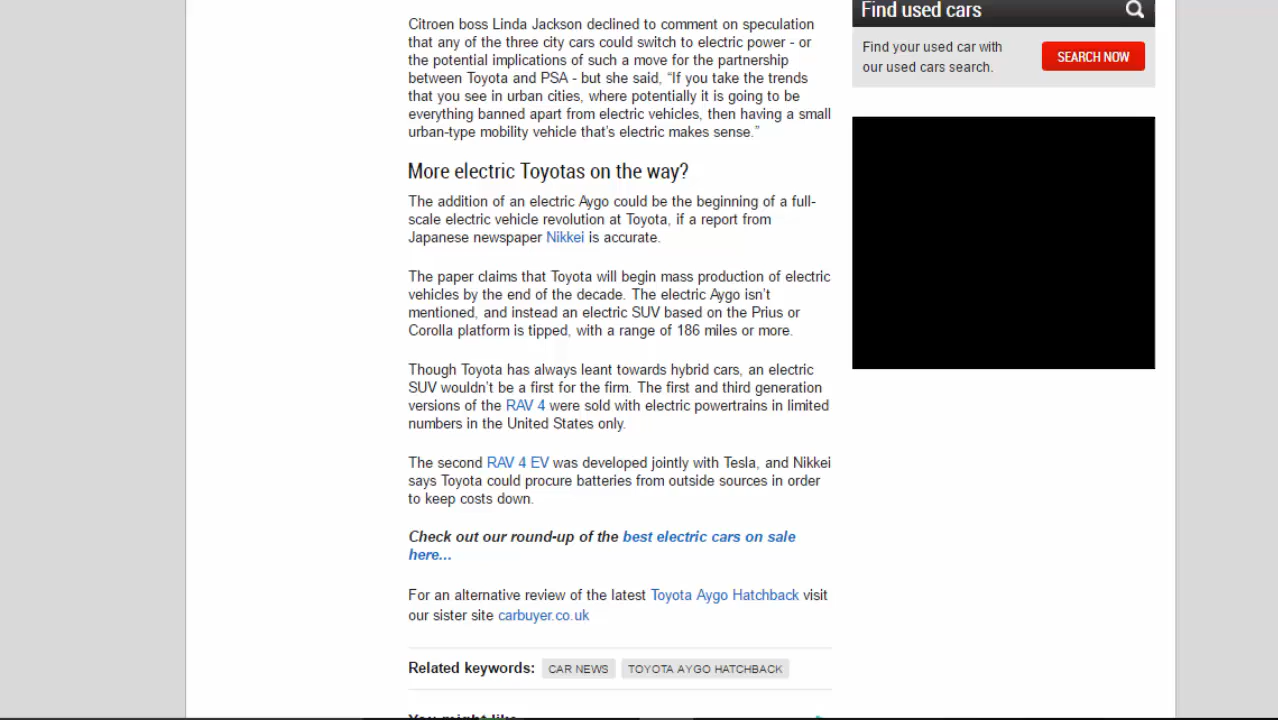 Citroen boss Linda Jackson declined to comment on speculation
that any of the three city cars could switch to electric power - or
the potential implications of such a move for the partnership
between Toyota and PSA - but she said, “If you take the trends
that you see in urban cities, where potentially it is going to be
everything banned apart from electric vehicles, then having a small
urban-type mobility vehicle that’s electric makes sense.”
More electric Toyotas on the way?
The addition of an electric Aygo could be the beginning of a full-
scale electric vehicle revolution at Toyota, if a report from
Japanese newspaper Nikkei is accurate.
The paper claims that Toyota will begin mass production of electric
vehicles by the end of the decade. The electric Aygo isn’t
mentioned, and instead an electric SUV based on the Prius or
Corolla platform is tipped, with a range of 186 miles or more.
Though Toyota has always leant towards hybrid cars, an electric
SUV wouldn’t be a first for the firm. The first and third generation
versions of the RAV 4 were sold with electric powertrains in limited
numbers in the United States only.
The second RAV 4 EV was developed jointly with Tesla, and Nikkei
says Toyota could procure batteries from outside sources in order
to keep costs down.
Check out our round-up of the best electric cars on sale
here...
For an alternative review of the latest Toyota Aygo Hatchback visit
our sister site carbuyer.co.uk
Related keywords: CAR NEWS TOYOTA AYGO HATCHBACK
You might like
Find used cars
Find your used car with
our used cars search.
SEARCH NOW